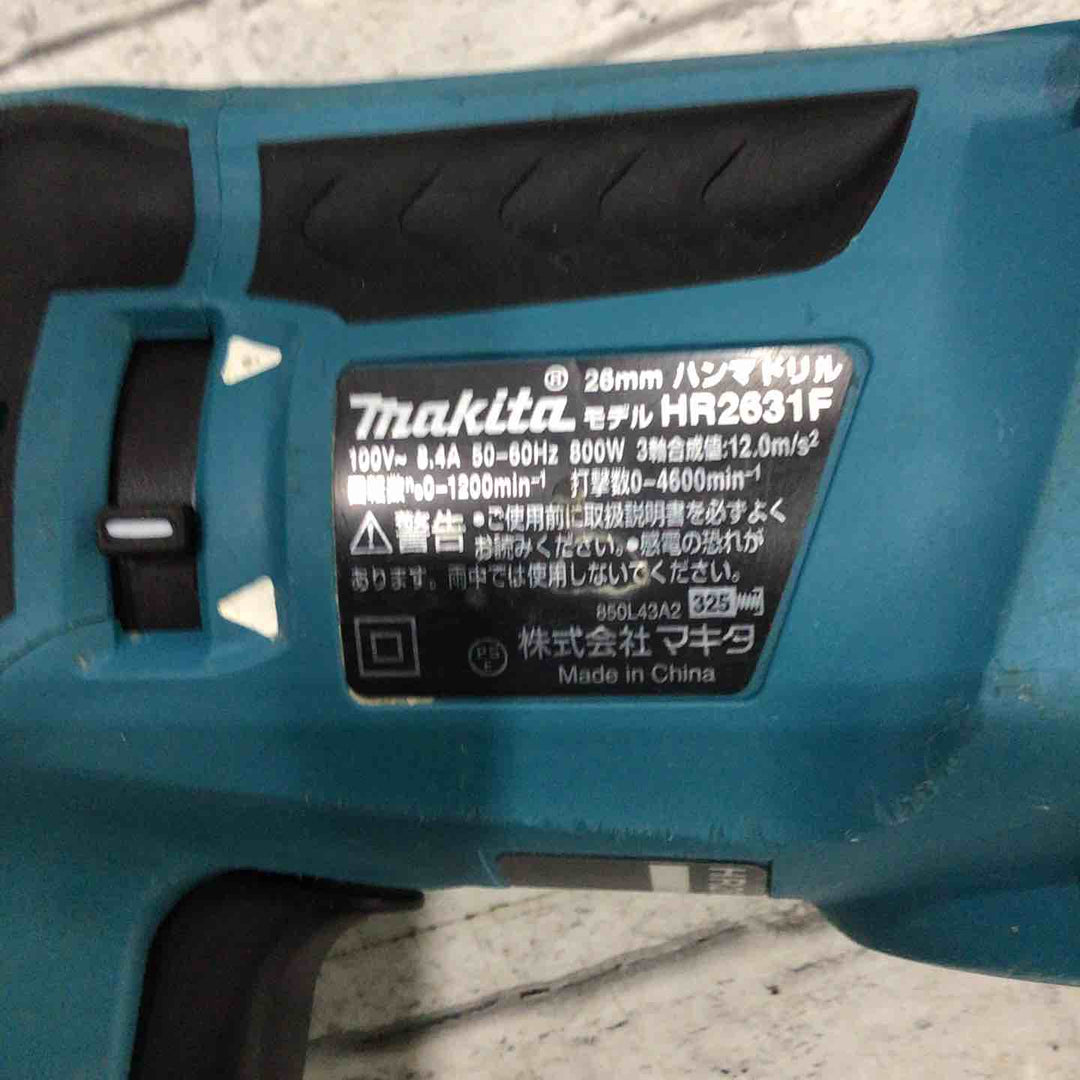 makita® 26mm ハンマドリル
モデル HR2631F
100V~ 8.4A 50-60Hz 800W 3軸合成値:12.0m/s²
回転数n₀0-1200min⁻¹ 打撃数0-4600min⁻¹
警告 •ご使用前に取扱説明書を必ずよく
お読みください。•感電の恐れが
あります。雨中では使用しないでください。
850L43A2 325
PS E 株式会社マキタ
Made in China